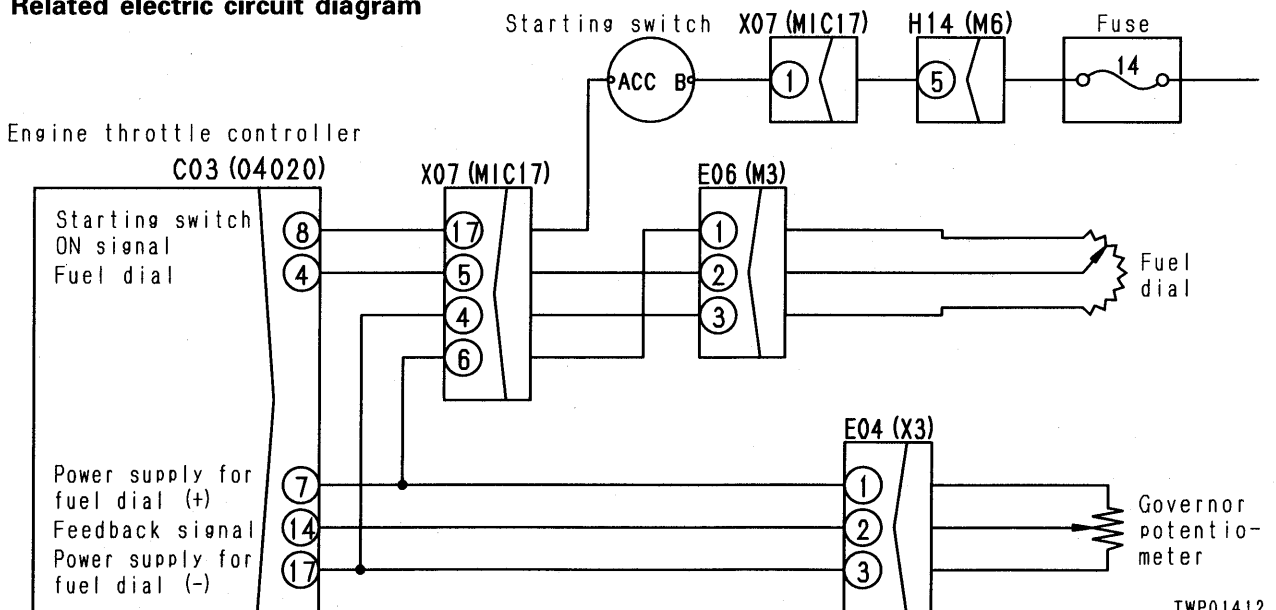 Related electric circuit diagram
Starting switch X07 (MIC17) H14 (M6) Fuse
ACC B 1 5 14
Engine throttle controller
C03 (04020) X07 (MIC17) E06 (M3)
Starting switch
ON signal
8 17 1
Fuel dial
4 5 2
4 3
6
Fuel
dial
E04 (X3)
Power supply for
fuel dial (+)
7 1
Feedback signal
14 2
Power supply for
fuel dial (-)
17 3
Governor
potentio-
meter
TWP01412